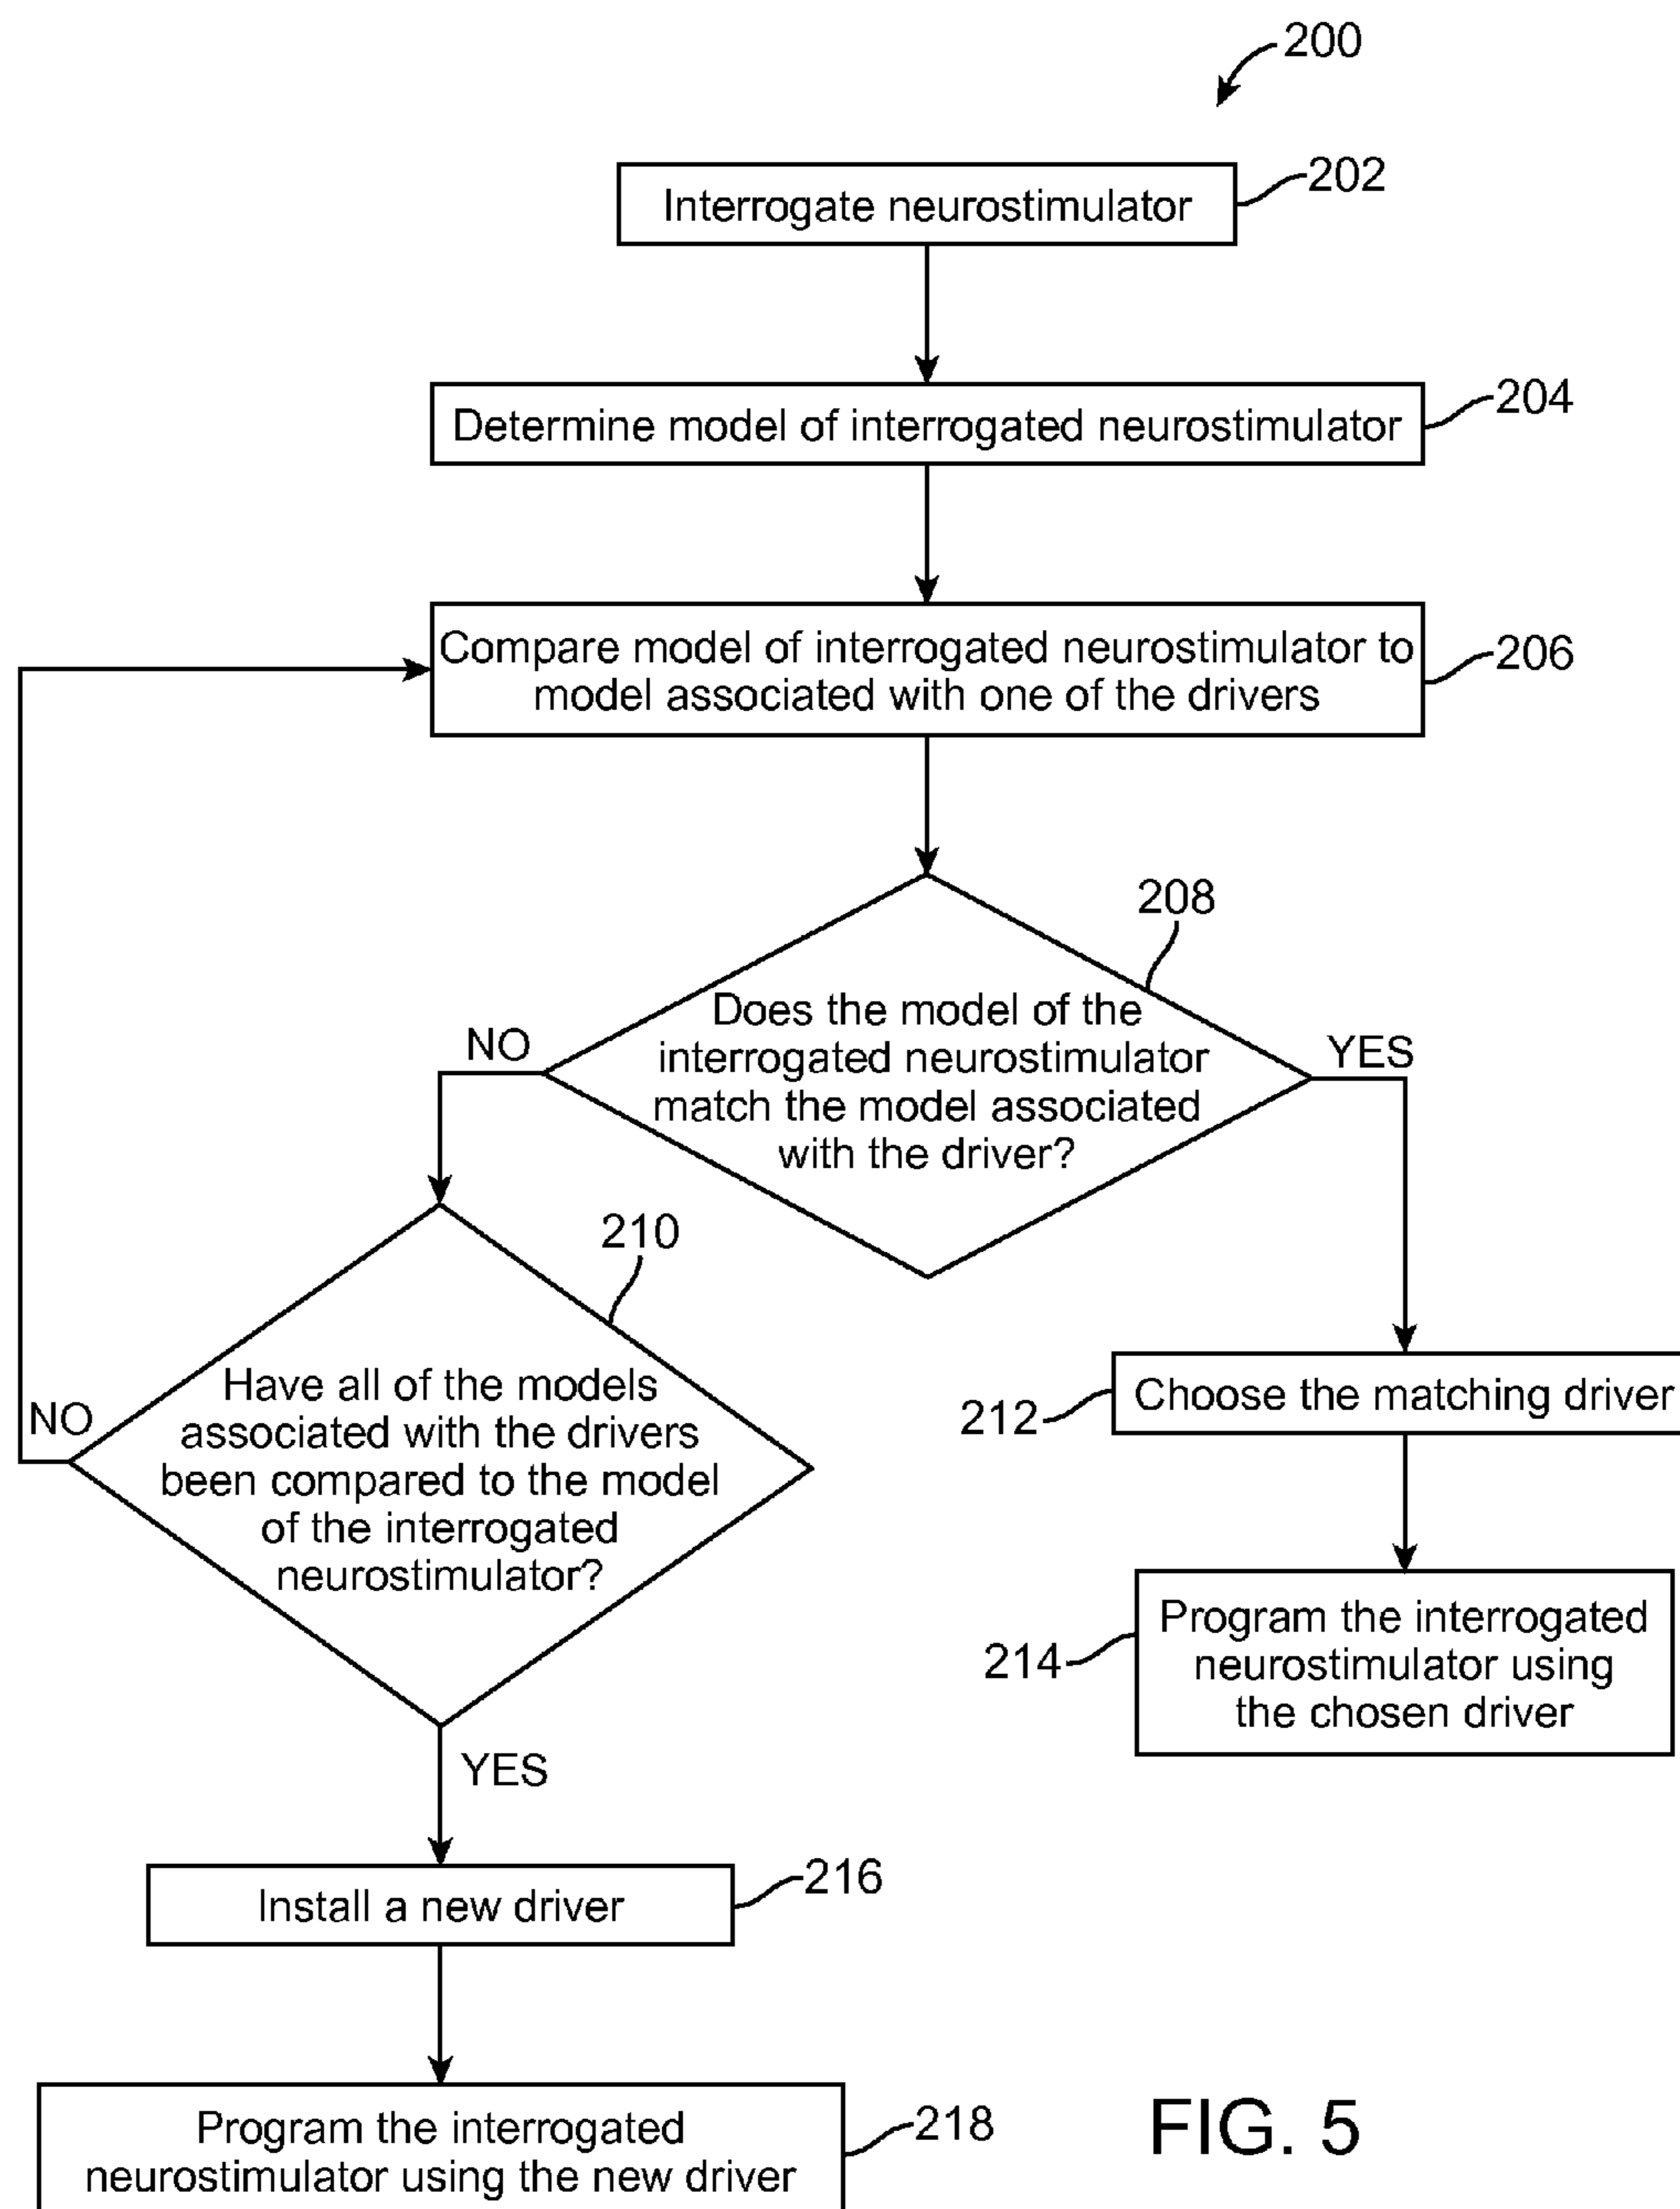 200
Interrogate neurostimulator
202
Determine model of interrogated neurostimulator
204
Compare model of interrogated neurostimulator to
model associated with one of the drivers
206
208
Does the model of the
interrogated neurostimulator
match the model associated
with the driver?
NO
YES
210
Have all of the models
associated with the drivers
been compared to the model
of the interrogated
neurostimulator?
NO
YES
Choose the matching driver
212
Program the interrogated
neurostimulator using
the chosen driver
214
Install a new driver
216
Program the interrogated
neurostimulator using the new driver
218
FIG. 5